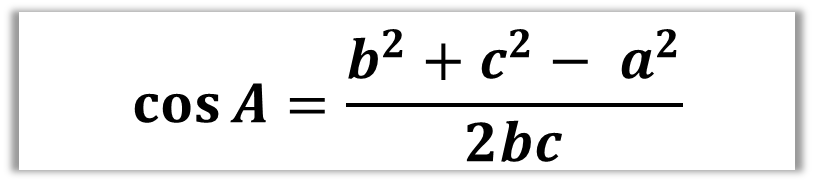 cos A = (b² + c² − a²) / 2bc